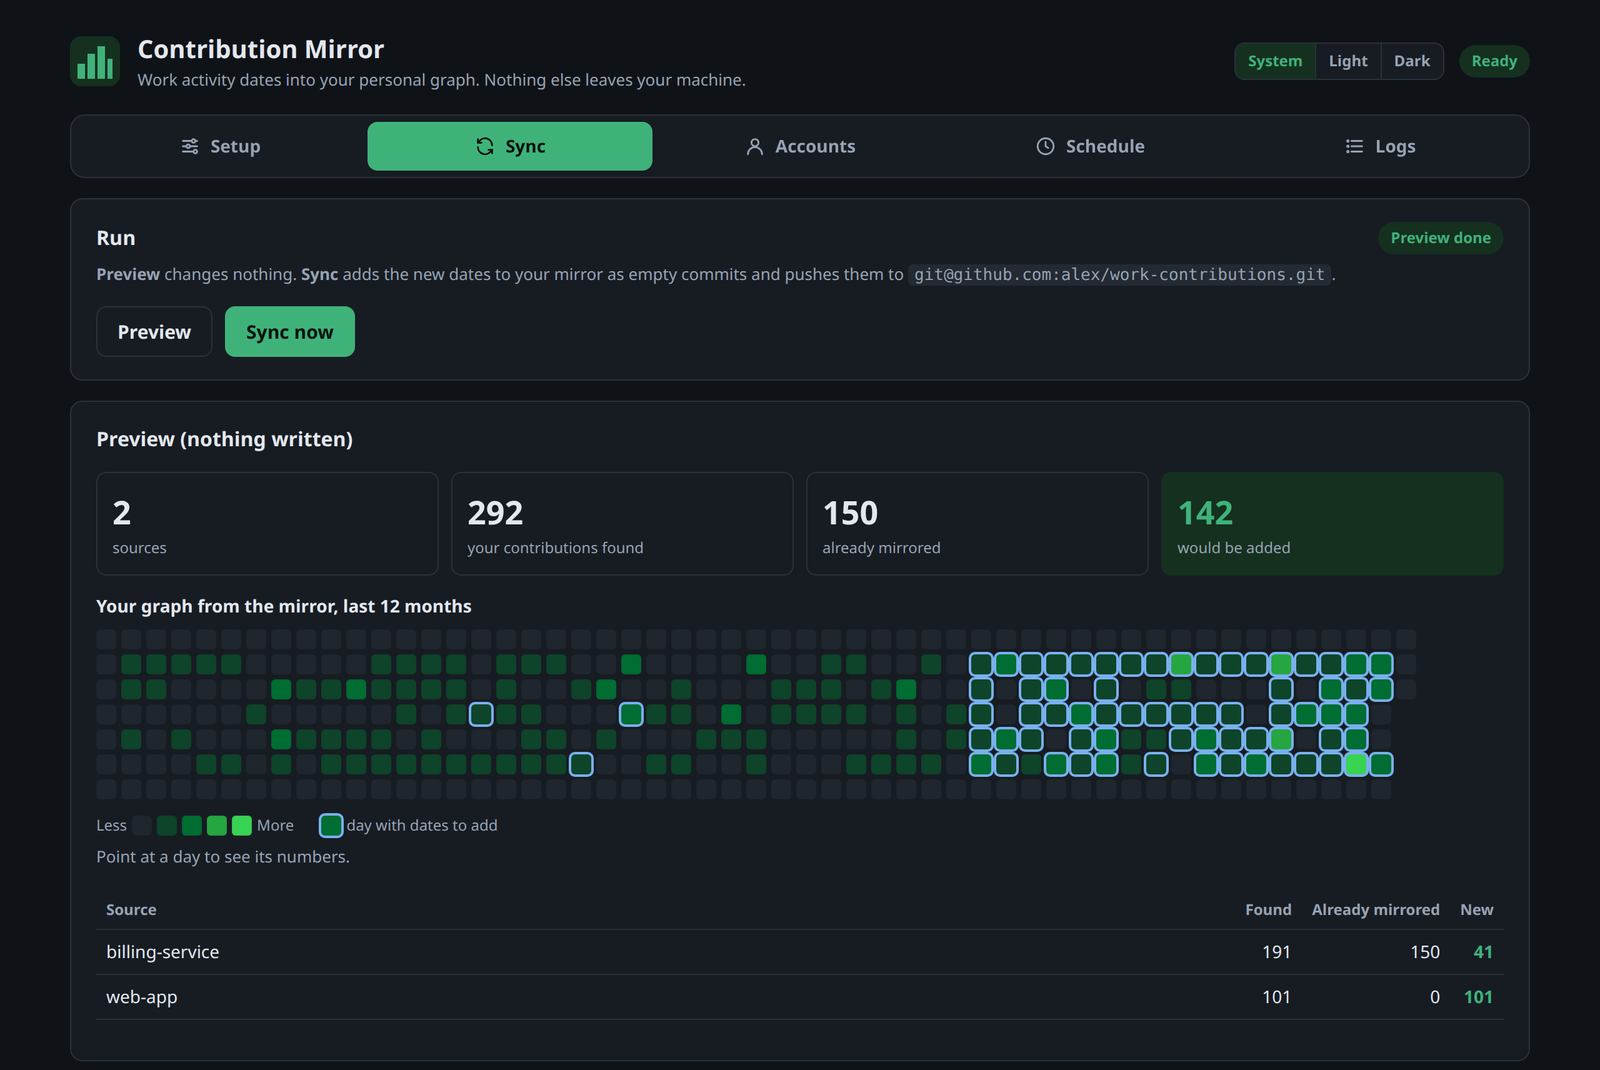 Contribution Mirror
Work activity dates into your personal graph. Nothing else leaves your machine.
System Light Dark Ready
Setup Sync Accounts Schedule Logs
Run
Preview done
Preview changes nothing. Sync adds the new dates to your mirror as empty commits and pushes them to git@github.com:alex/work-contributions.git.
Preview Sync now
Preview (nothing written)
2 292 150 142
sources your contributions found already mirrored would be added
Your graph from the mirror, last 12 months
Less More day with dates to add
Point at a day to see its numbers.
Source Found Already mirrored New
billing-service 191 150 41
web-app 101 0 101